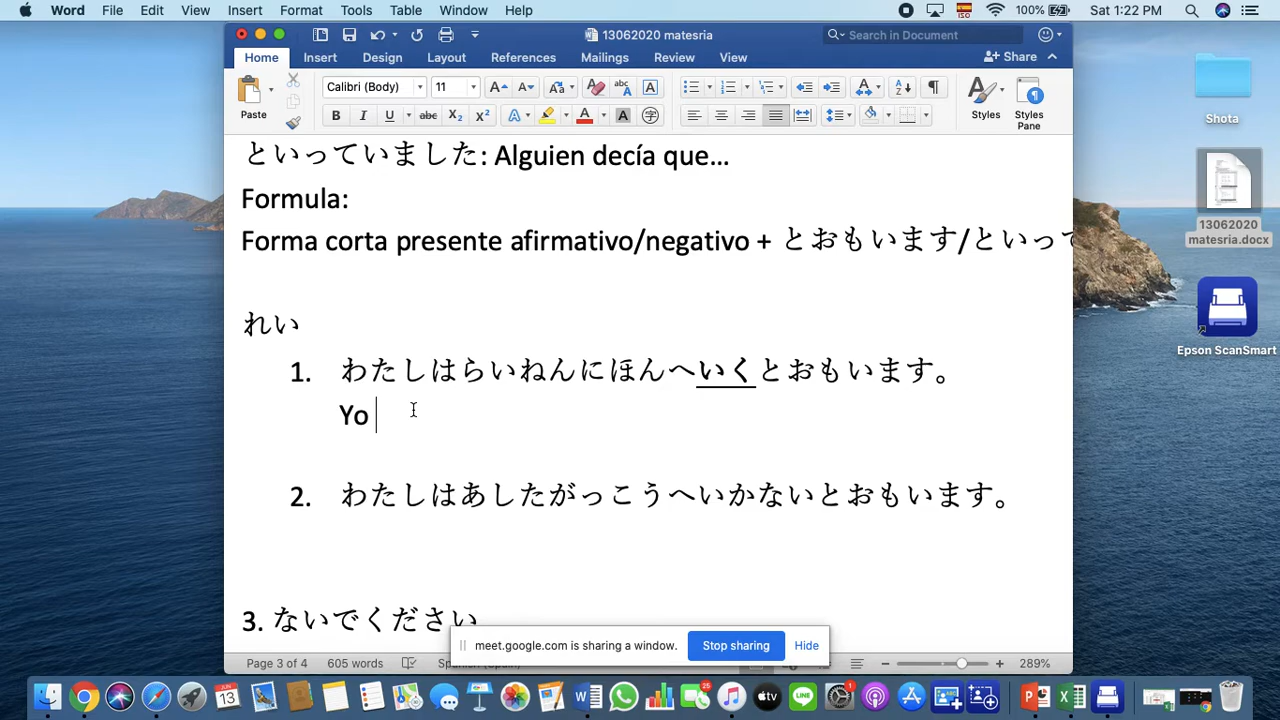 Word File Edit View Insert Format Tools Table Window Help 100% Sat 1:22 PM
13062020 matesria
Search in Document
Home Insert Design Layout References Mailings Review View Share
Calibri (Body) 11
Paste Styles Styles Pane
といっていました: Alguien decía que...
Formula:
Forma corta presente afirmativo/negativo + とおもいます/といって
れい
1. わたしはらいねんにほんへいくとおもいます。
Yo
2. わたしはあしたがっこうへいかないとおもいます。
3. ないでください
meet.google.com is sharing a window. Stop sharing Hide
Page 3 of 4 605 words Spanish (Spain) 289%
Shota
13062020 matesria.docx
Epson ScanSmart